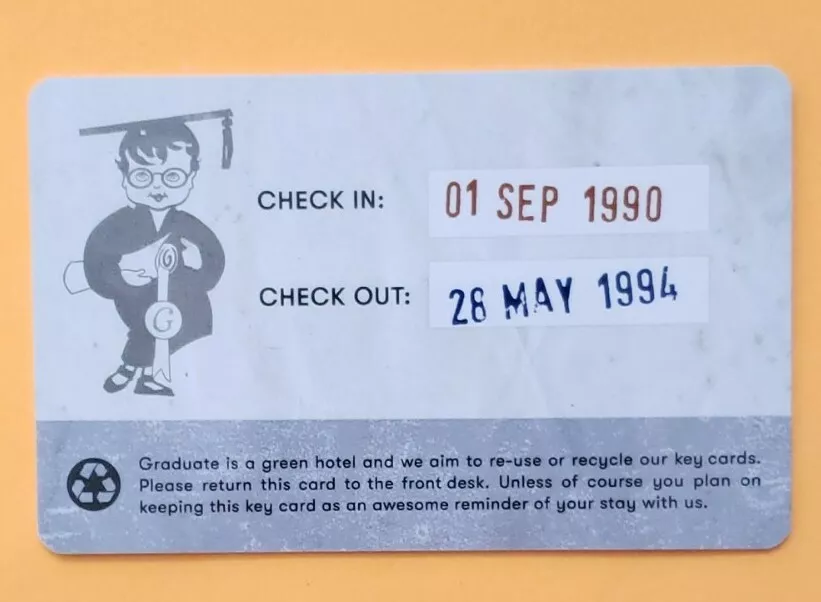 CHECK IN: 01 SEP 1990
CHECK OUT: 28 MAY 1994
G
G
Graduate is a green hotel and we aim to re-use or recycle our key cards.
Please return this card to the front desk. Unless of course you plan on
keeping this key card as an awesome reminder of your stay with us.